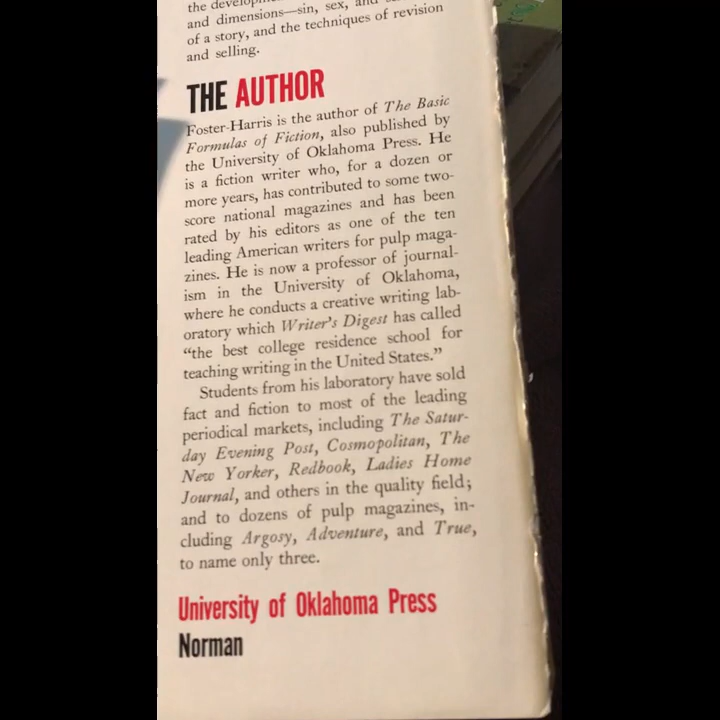 the develop
and dimensions—sin, sex, and
of a story, and the techniques of revision
and selling.
THE AUTHOR
Foster-Harris is the author of The Basic
Formulas of Fiction, also published by
the University of Oklahoma Press. He
is a fiction writer who, for a dozen or
more years, has contributed to some two-
score national magazines and has been
rated by his editors as one of the ten
leading American writers for pulp maga-
zines. He is now a professor of journal-
ism in the University of Oklahoma,
where he conducts a creative writing lab-
oratory which Writer's Digest has called
“the best college residence school for
teaching writing in the United States.”
Students from his laboratory have sold
fact and fiction to most of the leading
periodical markets, including The Satur-
day Evening Post, Cosmopolitan, The
New Yorker, Redbook, Ladies Home
Journal, and others in the quality field;
and to dozens of pulp magazines, in-
cluding Argosy, Adventure, and True,
to name only three.
University of Oklahoma Press
Norman